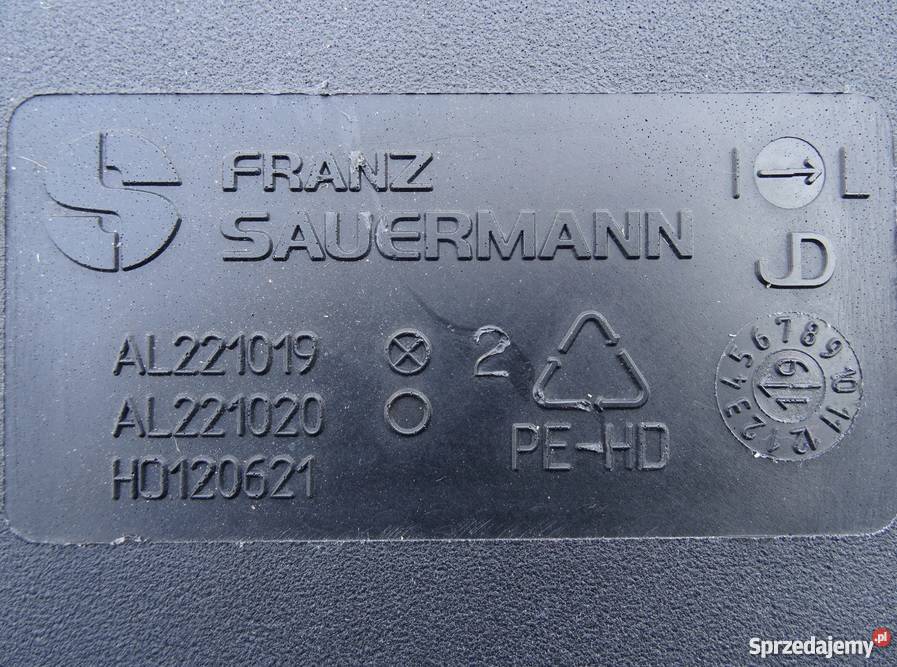 FRANZ
SAUERMANN
I L
JD
AL221019 2
AL221020
HD120621
PE-HD
1 2 3 4 5 6 7 8 9 10 11 12
19
Sprzedajemy.pl